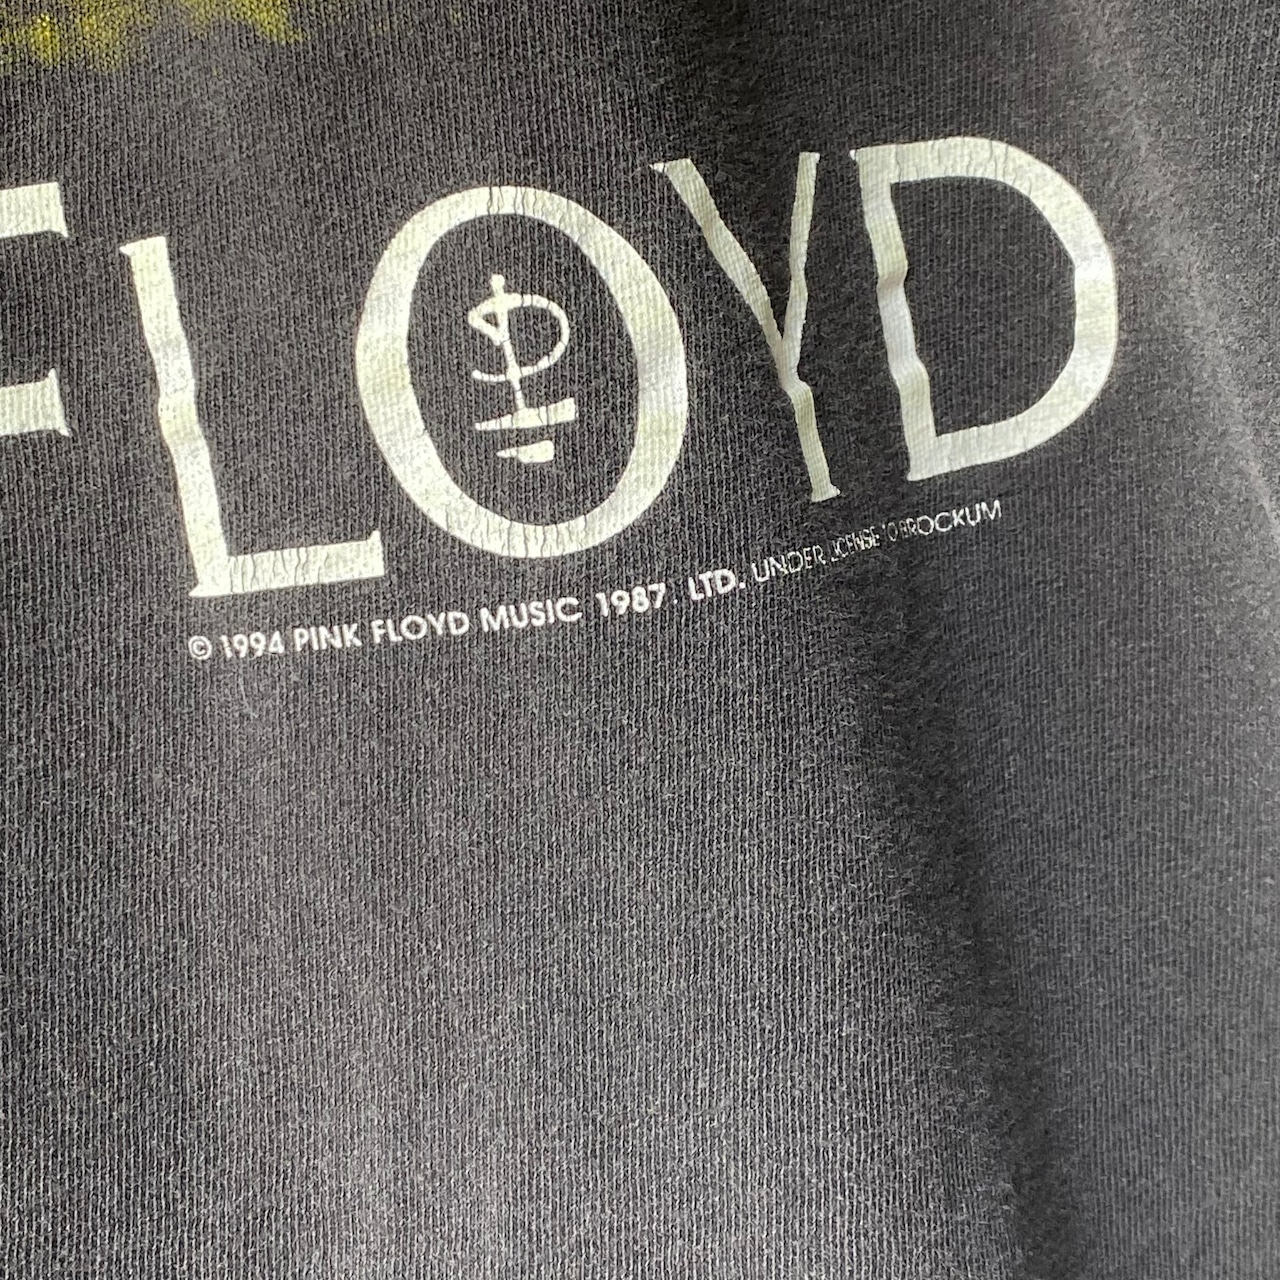 FLOYD
© 1994 PINK FLOYD MUSIC 1987. LTD. UNDER LICENSE TO BROCKUM